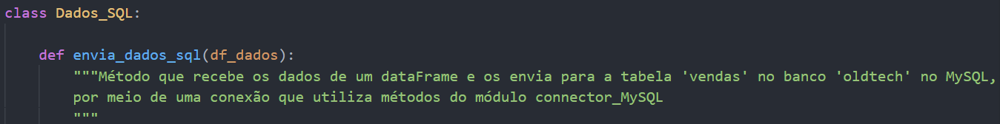 class Dados_SQL:
def envia_dados_sql(df_dados):
"""Método que recebe os dados de um dataFrame e os envia para a tabela 'vendas' no banco 'oldtech' no MySQL,
por meio de uma conexão que utiliza métodos do módulo connector_MySQL
"""